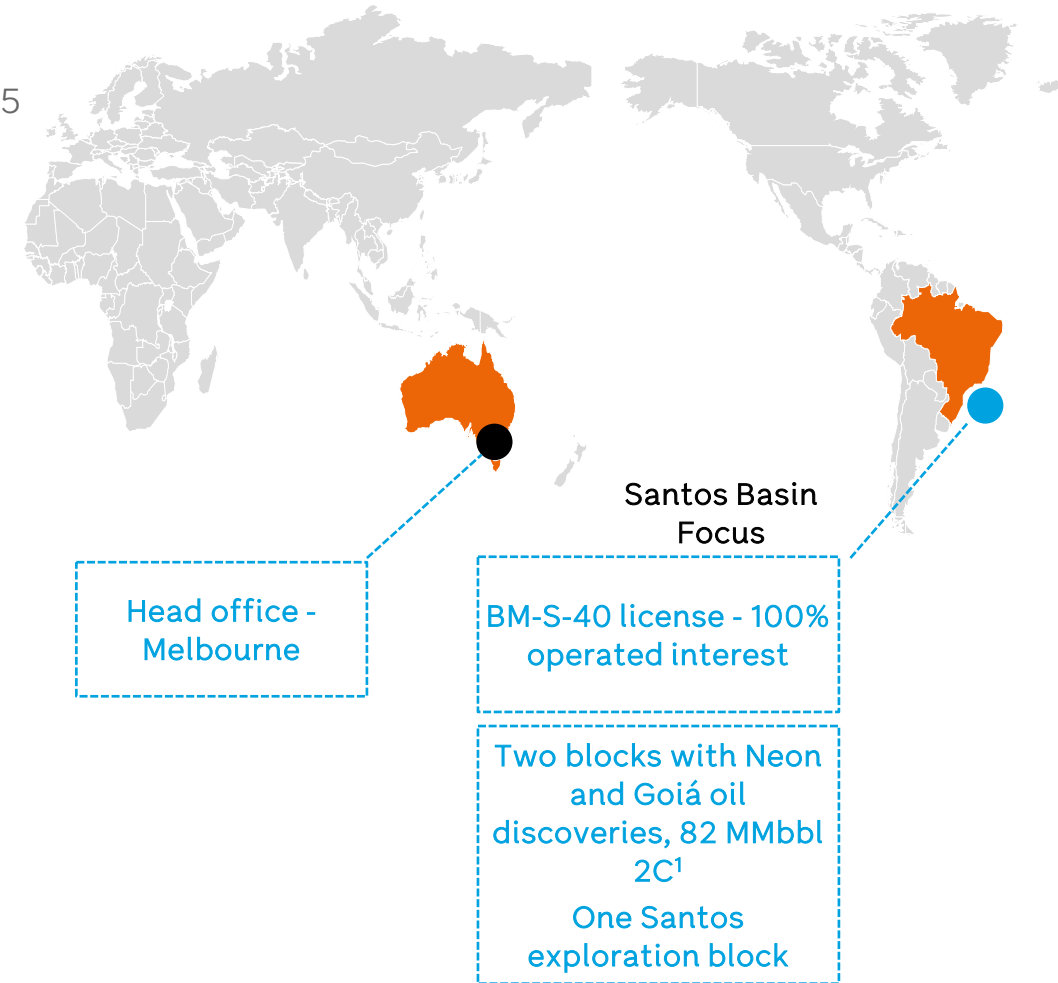 5
Santos Basin
Focus
Head office -
Melbourne
BM-S-40 license - 100%
operated interest
Two blocks with Neon
and Goiá oil
discoveries, 82 MMbbl
2C¹
One Santos
exploration block